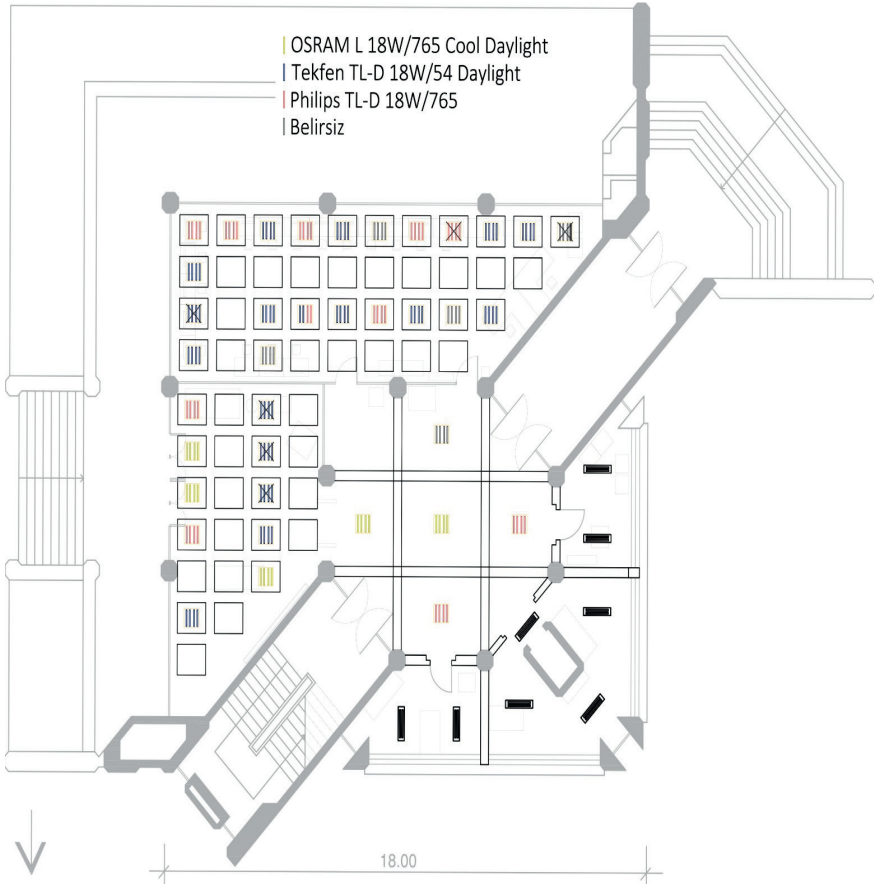 OSRAM L 18W/765 Cool Daylight
Tekfen TL-D 18W/54 Daylight
Philips TL-D 18W/765
Belirsiz
18.00